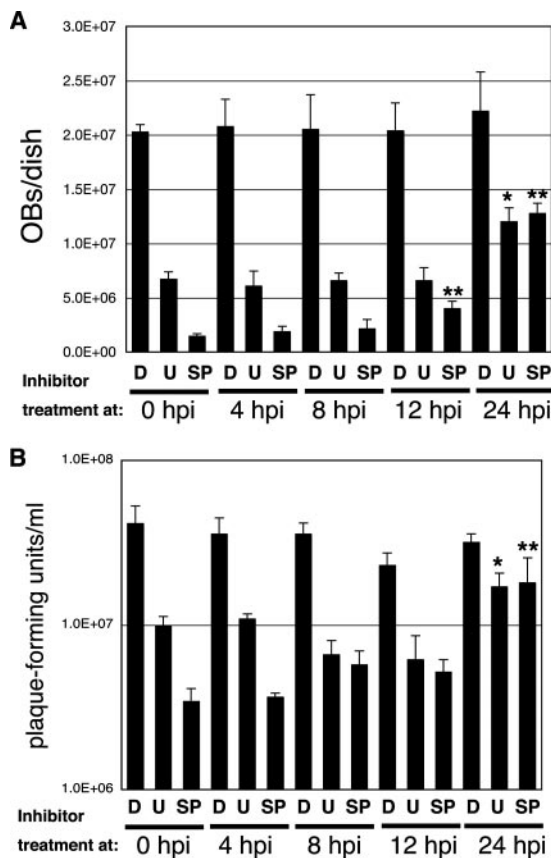 A
3.0E+07
2.5E+07
2.0E+07
1.5E+07
1.0E+07
5.0E+06
0.0E+00
OBs/dish
* **
**
D U SP D U SP D U SP D U SP D U SP
Inhibitor
treatment at: 0 hpi 4 hpi 8 hpi 12 hpi 24 hpi
B
1.0E+08
1.0E+07
1.0E+06
plaque-forming units/ml
* **
D U SP D U SP D U SP D U SP D U SP
Inhibitor
treatment at: 0 hpi 4 hpi 8 hpi 12 hpi 24 hpi